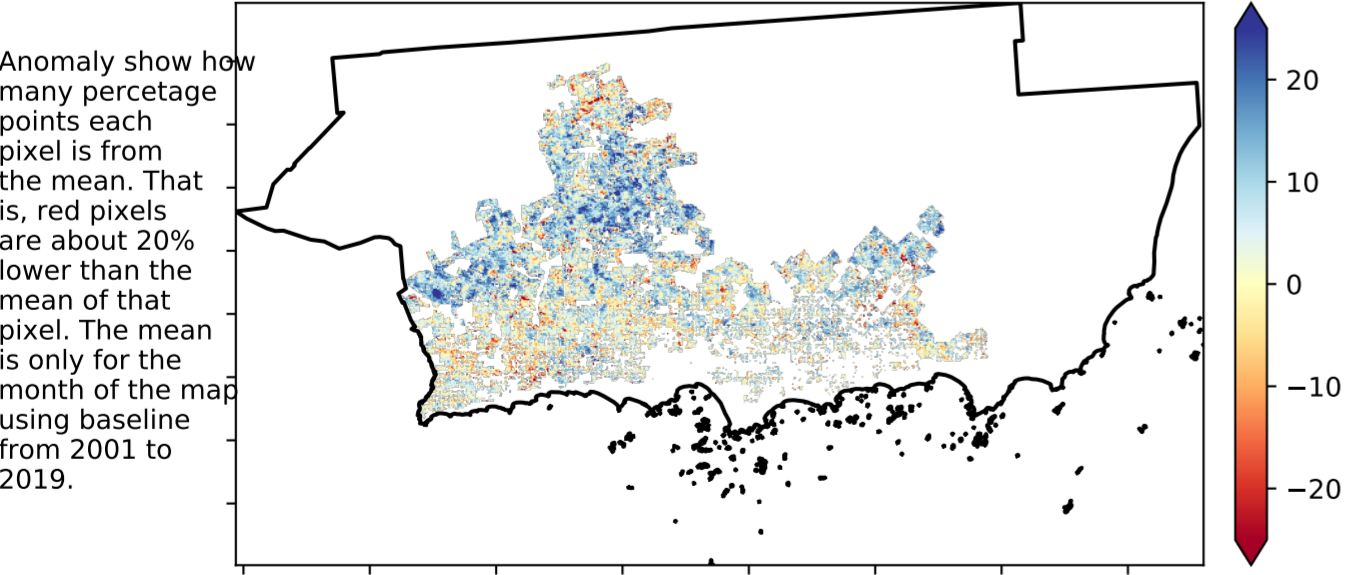 Anomaly show how
many percetage
points each
pixel is from
the mean. That
is, red pixels
are about 20%
lower than the
mean of that
pixel. The mean
is only for the
month of the map
using baseline
from 2001 to
2019.
20
10
0
−10
−20